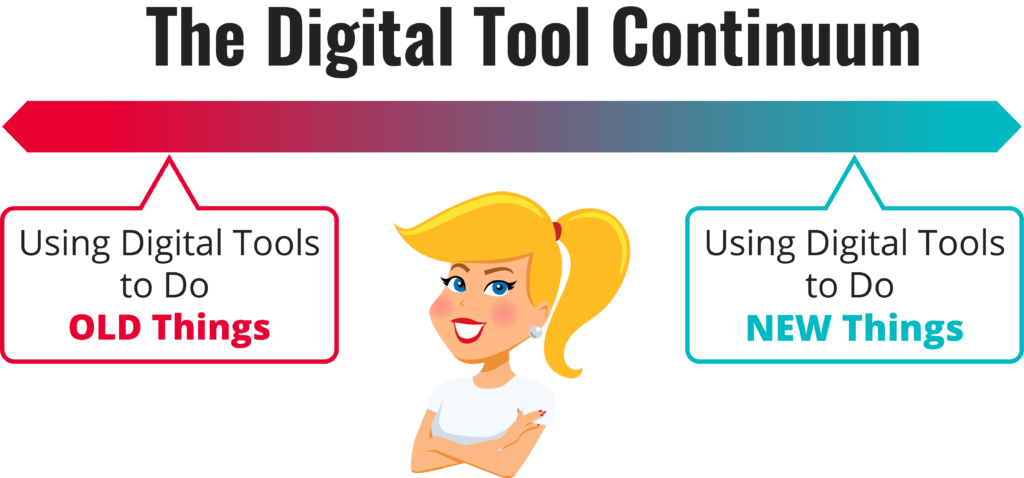 The Digital Tool Continuum
Using Digital Tools
to Do
OLD Things
Using Digital Tools
to Do
NEW Things